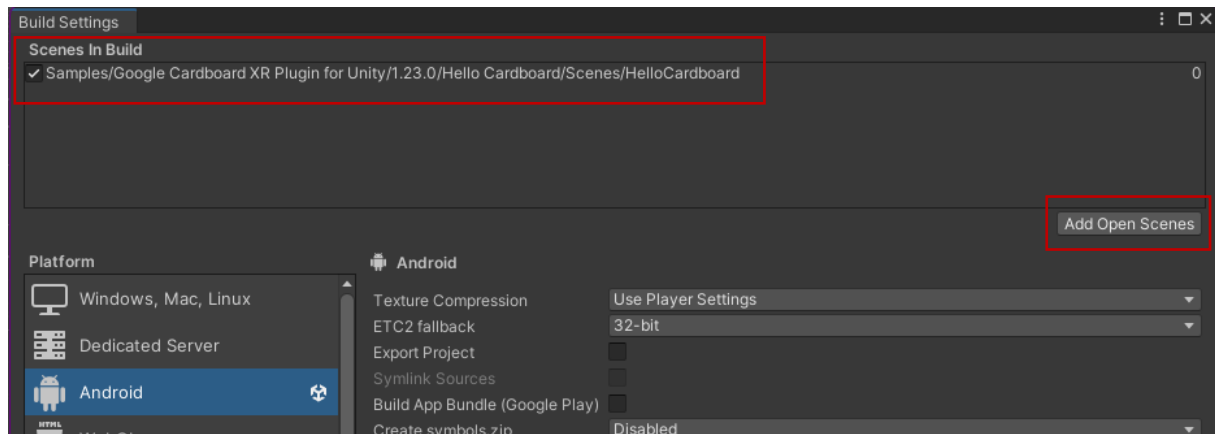 Build Settings
Scenes In Build
Samples/Google Cardboard XR Plugin for Unity/1.23.0/Hello Cardboard/Scenes/HelloCardboard 0
Add Open Scenes
Platform
Android
Windows, Mac, Linux
Texture Compression Use Player Settings
ETC2 fallback 32-bit
Dedicated Server
Export Project
Symlink Sources
Android
Build App Bundle (Google Play)
HTML
Create symbols.zip Disabled